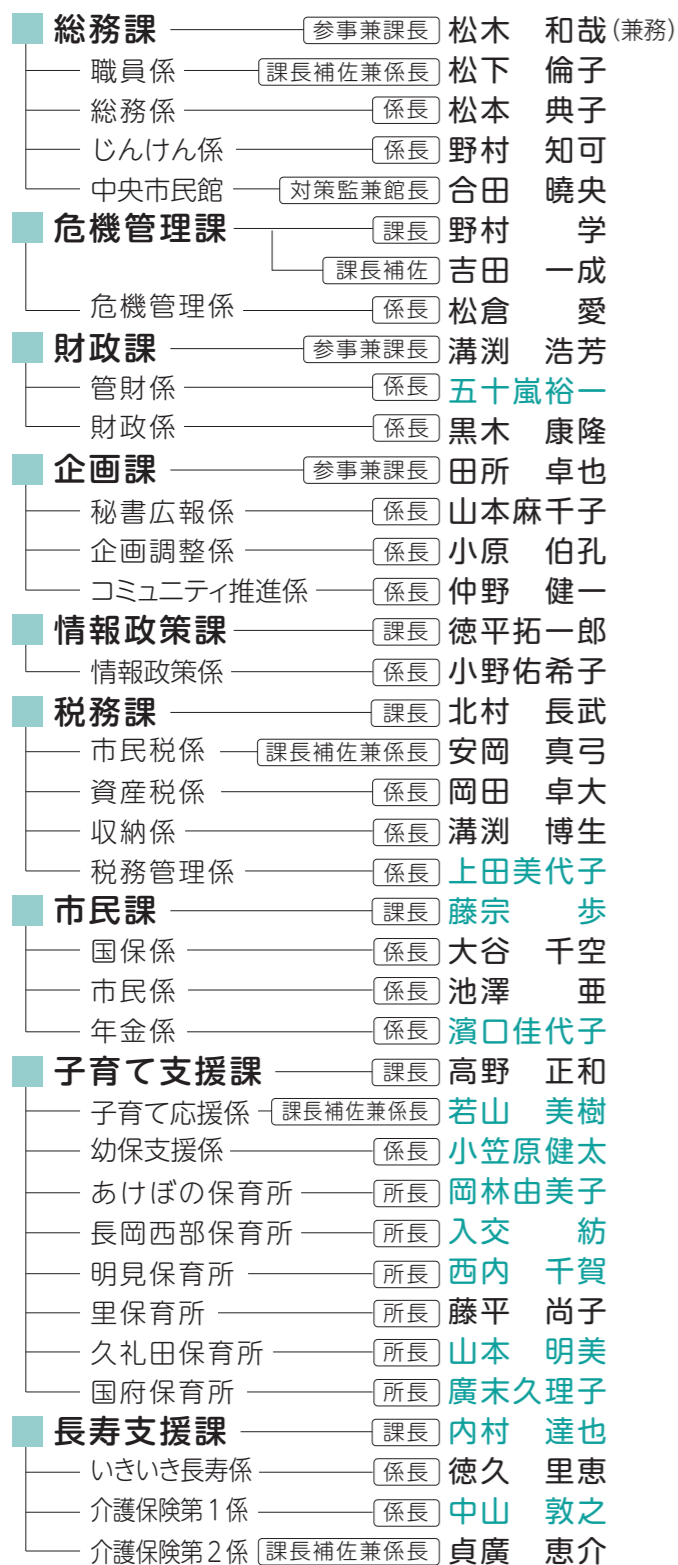 総務課 参事兼課長 松木 和哉(兼務)
職員係 課長補佐兼係長 松下 倫子
総務係 係長 松本 典子
じんけん係 係長 野村 知可
中央市民館 対策監兼館長 合田 曉央
危機管理課 課長 野村 学
課長補佐 吉田 一成
危機管理係 係長 松倉 愛
財政課 参事兼課長 溝渕 浩芳
管財係 係長 五十嵐裕一
財政係 係長 黒木 康隆
企画課 参事兼課長 田所 卓也
秘書広報係 係長 山本麻千子
企画調整係 係長 小原 伯孔
コミュニティ推進係 係長 仲野 健一
情報政策課 課長 徳平拓一郎
情報政策係 係長 小野佑希子
税務課 課長 北村 長武
市民税係 課長補佐兼係長 安岡 真弓
資産税係 係長 岡田 卓大
収納係 係長 溝渕 博生
税務管理係 係長 上田美代子
市民課 課長 藤宗 歩
国保係 係長 大谷 千空
市民係 係長 池澤 亜
年金係 係長 濱口佳代子
子育て支援課 課長 高野 正和
子育て応援係 課長補佐兼係長 若山 美樹
幼保支援係 係長 小笠原健太
あけぼの保育所 所長 岡林由美子
長岡西部保育所 所長 入交 紡
明見保育所 所長 西内 千賀
里保育所 所長 藤平 尚子
久礼田保育所 所長 山本 明美
国府保育所 所長 廣末久理子
長寿支援課 課長 内村 達也
いきいき長寿係 係長 徳久 里恵
介護保険第1係 係長 中山 敦之
介護保険第2係 課長補佐兼係長 貞廣 恵介